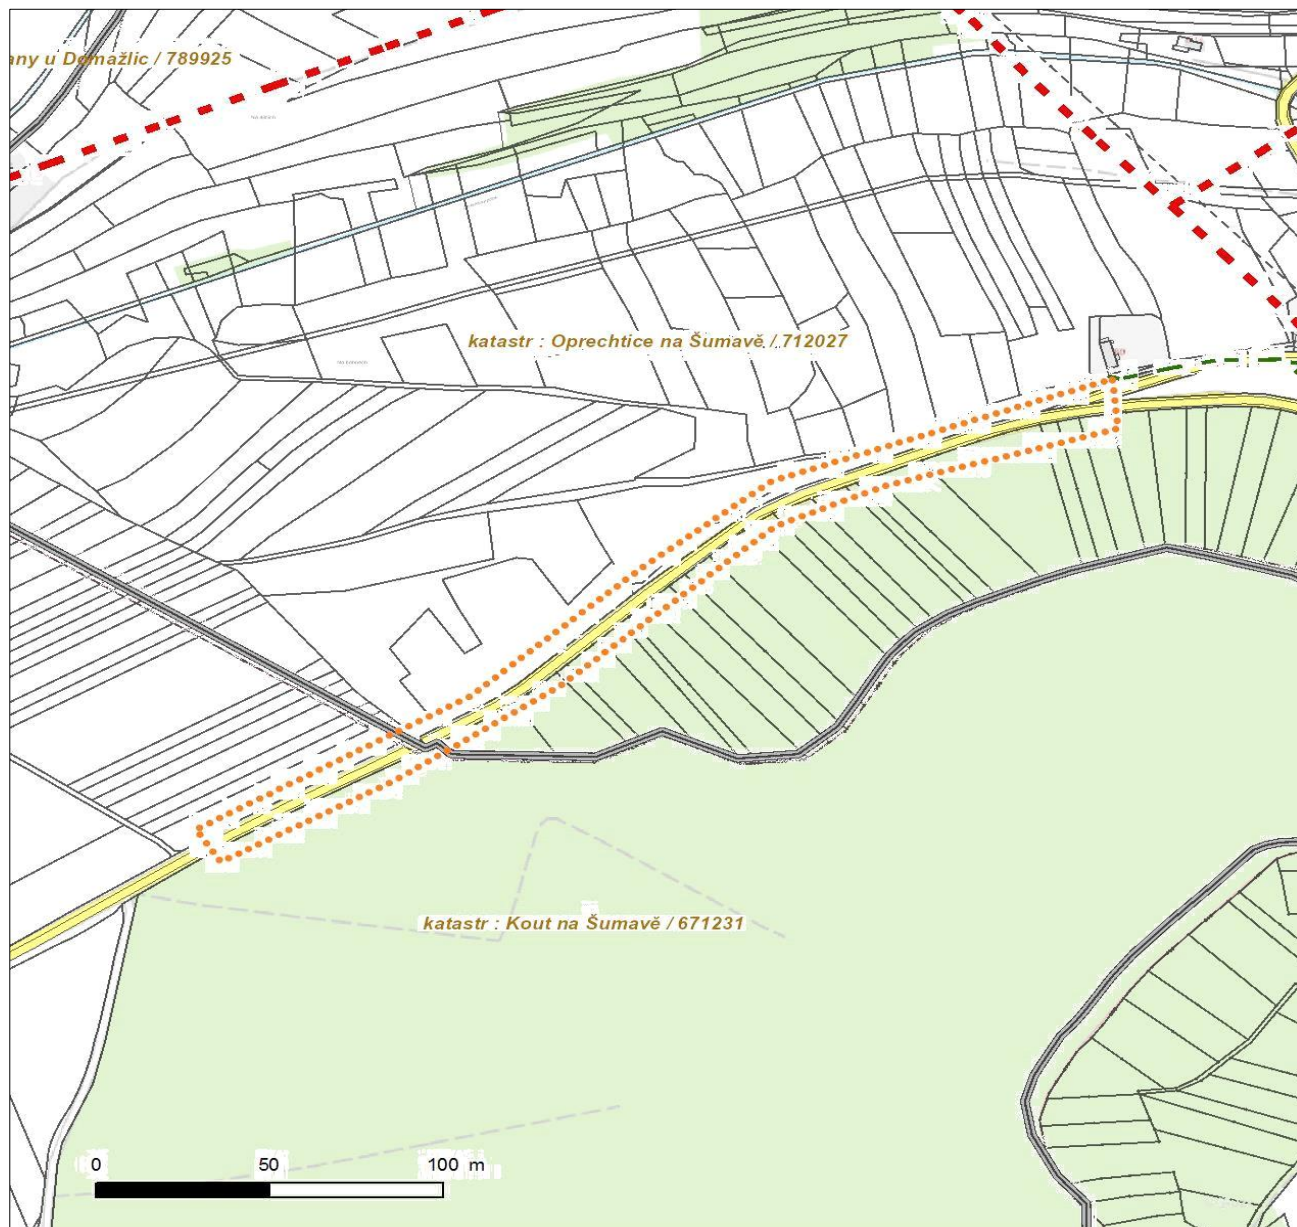 any u Domažlic / 789925
katastr : Oprechtice na Šumavě / 712027
katastr : Kout na Šumavě / 671231
0 50 100 m